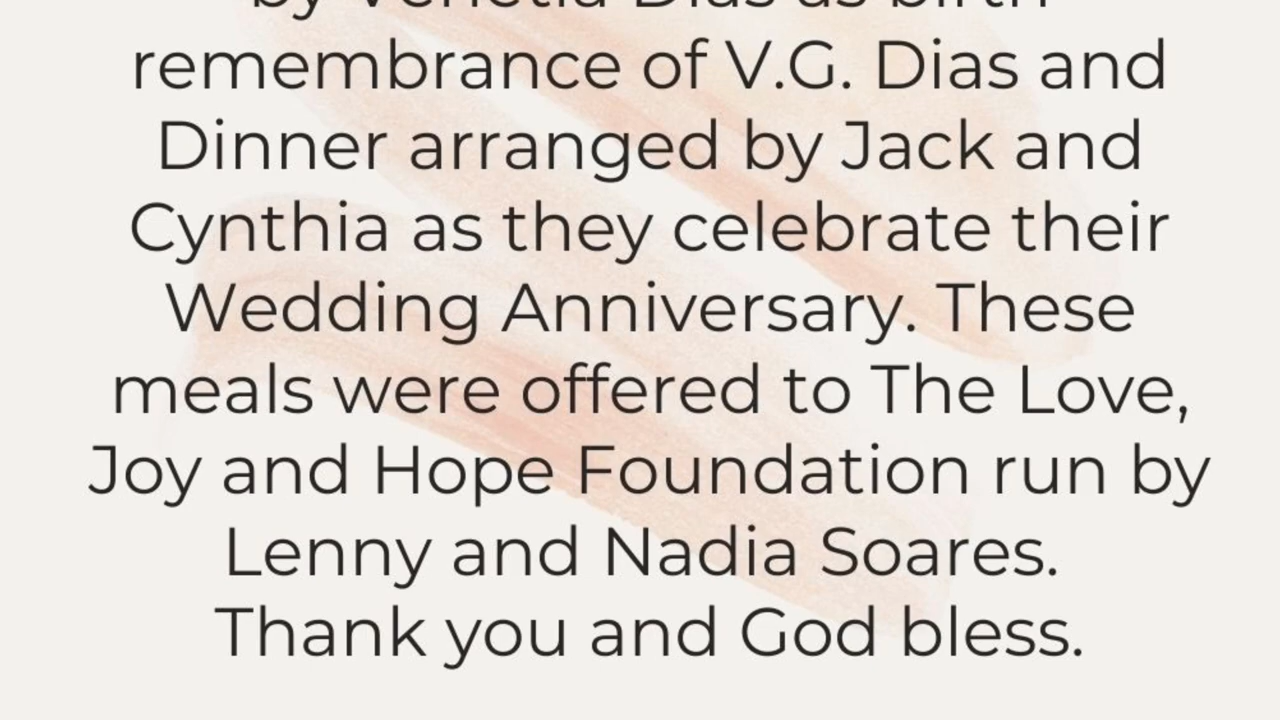 by Venetia Dias as birth
remembrance of V.G. Dias and
Dinner arranged by Jack and
Cynthia as they celebrate their
Wedding Anniversary. These
meals were offered to The Love,
Joy and Hope Foundation run by
Lenny and Nadia Soares.
Thank you and God bless.